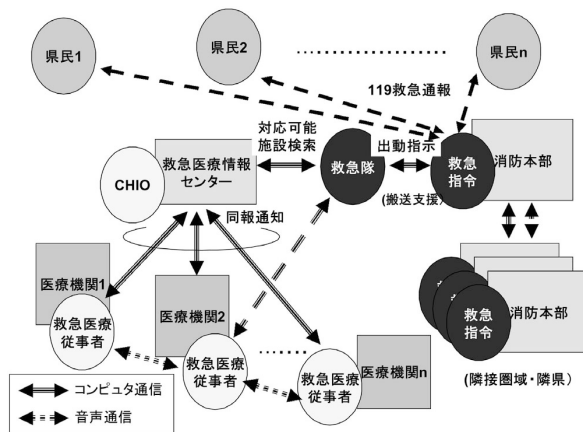 県民1
県民2
県民n
119救急通報
対応可能
施設検索
出動指示
救急医療情報
センター
CHIO
救急隊
救急
指令
消防本部
(搬送支援)
同報通知
医療機関1
救急医療
従事者
医療機関2
救急医療
従事者
救急医療
従事者
医療機関n
救急
指令
消防本部
(隣接圏域・隣県)
コンピュタ通信
音声通信